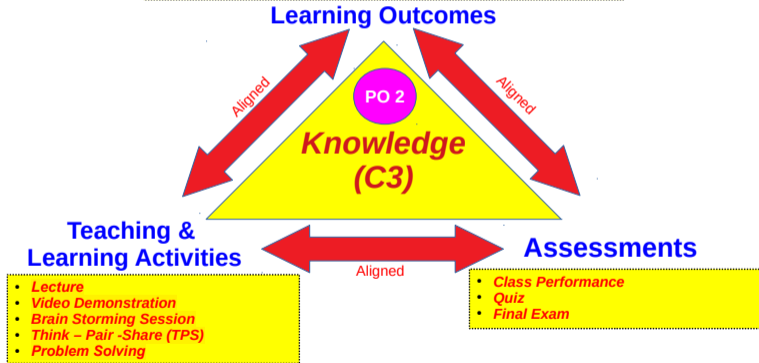 Learning Outcomes
Aligned
Aligned
PO 2
Knowledge
(C3)
Teaching &
Learning Activities
Aligned
Assessments
• Lecture
• Video Demonstration
• Brain Storming Session
• Think – Pair -Share (TPS)
• Problem Solving
• Class Performance
• Quiz
• Final Exam